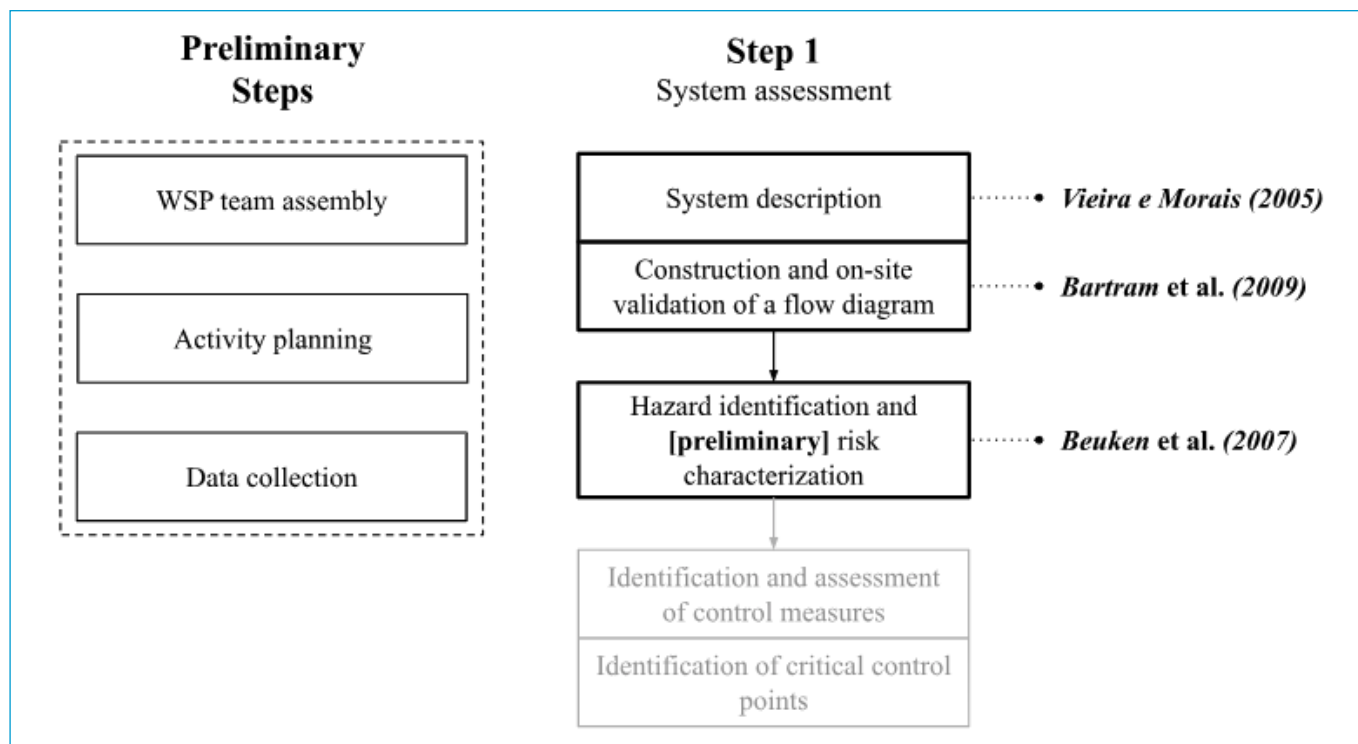 Preliminary
Steps
WSP team assembly
Activity planning
Data collection
Step 1
System assessment
System description
Vieira e Morais (2005)
Construction and on-site
validation of a flow diagram
Bartram et al. (2009)
Hazard identification and
[preliminary] risk
characterization
Beuken et al. (2007)
Identification and assessment
of control measures
Identification of critical control
points